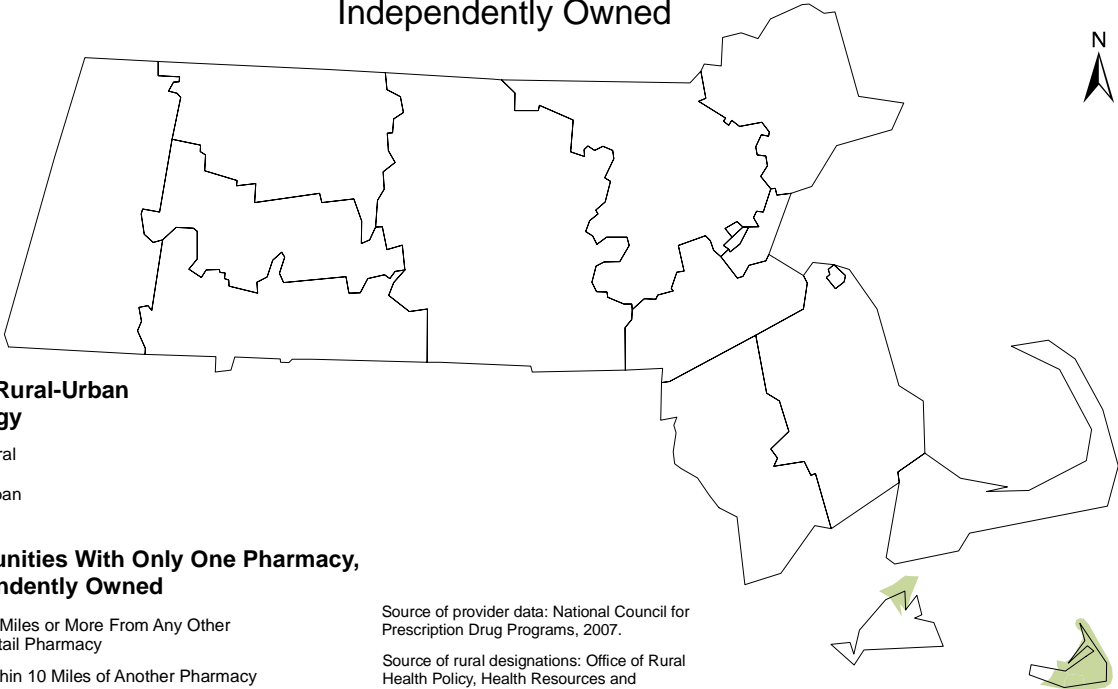 Independently Owned
N
Rural-Urban
gy
ral
ban
unities With Only One Pharmacy,
ndently Owned
Miles or More From Any Other
tail Pharmacy
hin 10 Miles of Another Pharmacy
Source of provider data: National Council for
Prescription Drug Programs, 2007.
Source of rural designations: Office of Rural
Health Policy, Health Resources and